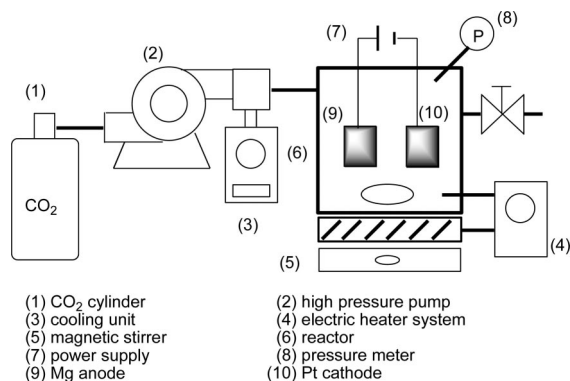 (7)
(8)
P
(2)
(1)
(9)
(10)
(6)
CO₂
(3)
(4)
(5)
(1) CO₂ cylinder
(2) high pressure pump
(3) cooling unit
(4) electric heater system
(5) magnetic stirrer
(6) reactor
(7) power supply
(8) pressure meter
(9) Mg anode
(10) Pt cathode